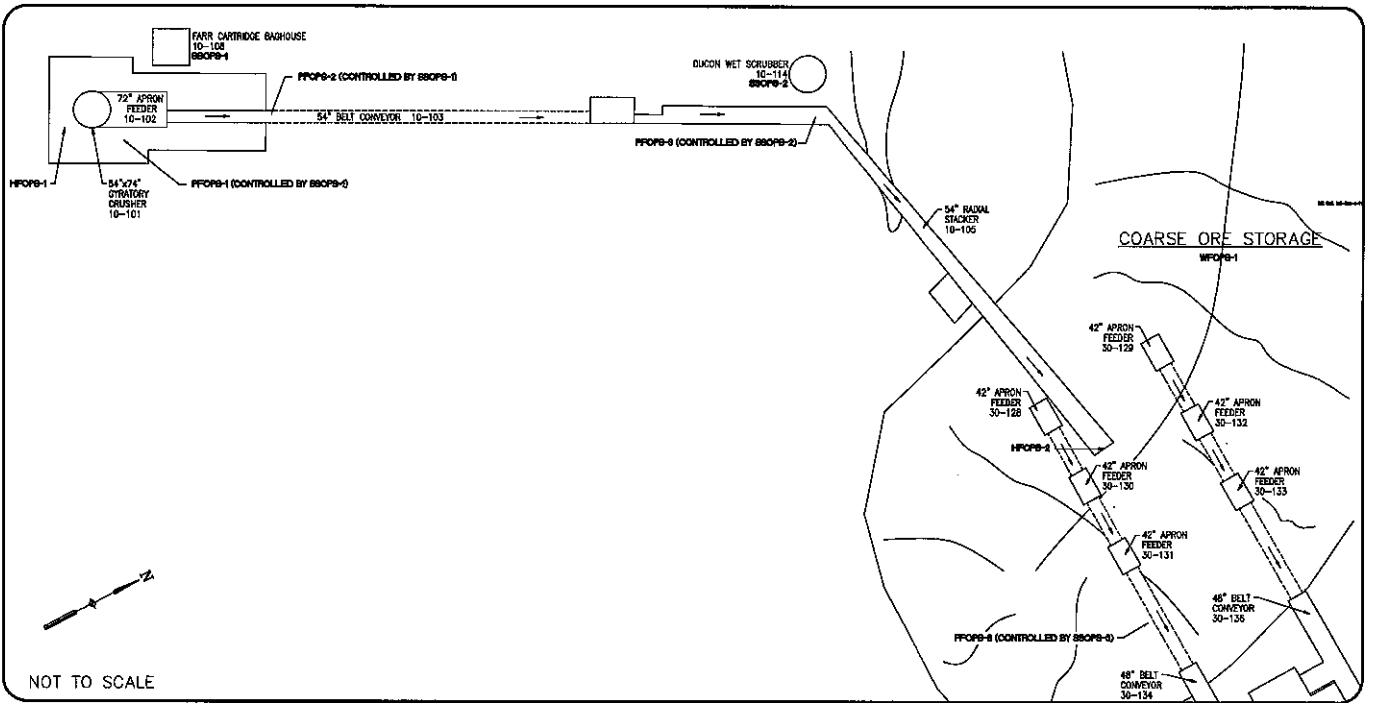 FARR CARTRIDGE BAGHOUSE
10-108
SSOPS-1
DUCON WET SCRUBBER
10-114
SSOPS-2
PFOPS-2 (CONTROLLED BY SSOPS-1)
72" APRON
FEEDER
10-102
54" BELT CONVEYOR 10-103
PFOPS-3 (CONTROLLED BY SSOPS-2)
HFOPS-1
54"x74"
GYRATORY
CRUSHER
10-101
PFOPS-1 (CONTROLLED BY SSOPS-1)
54" RADIAL
STACKER
10-105
COARSE ORE STORAGE
WFOPS-1
42" APRON
FEEDER
30-129
42" APRON
FEEDER
30-128
42" APRON
FEEDER
30-132
HFOPS-2
42" APRON
FEEDER
30-130
42" APRON
FEEDER
30-133
42" APRON
FEEDER
30-131
N
48" BELT
CONVEYOR
30-136
(CONTROLLED BY
48" BELT
CONVEYOR
30-134
NOT TO SCALE